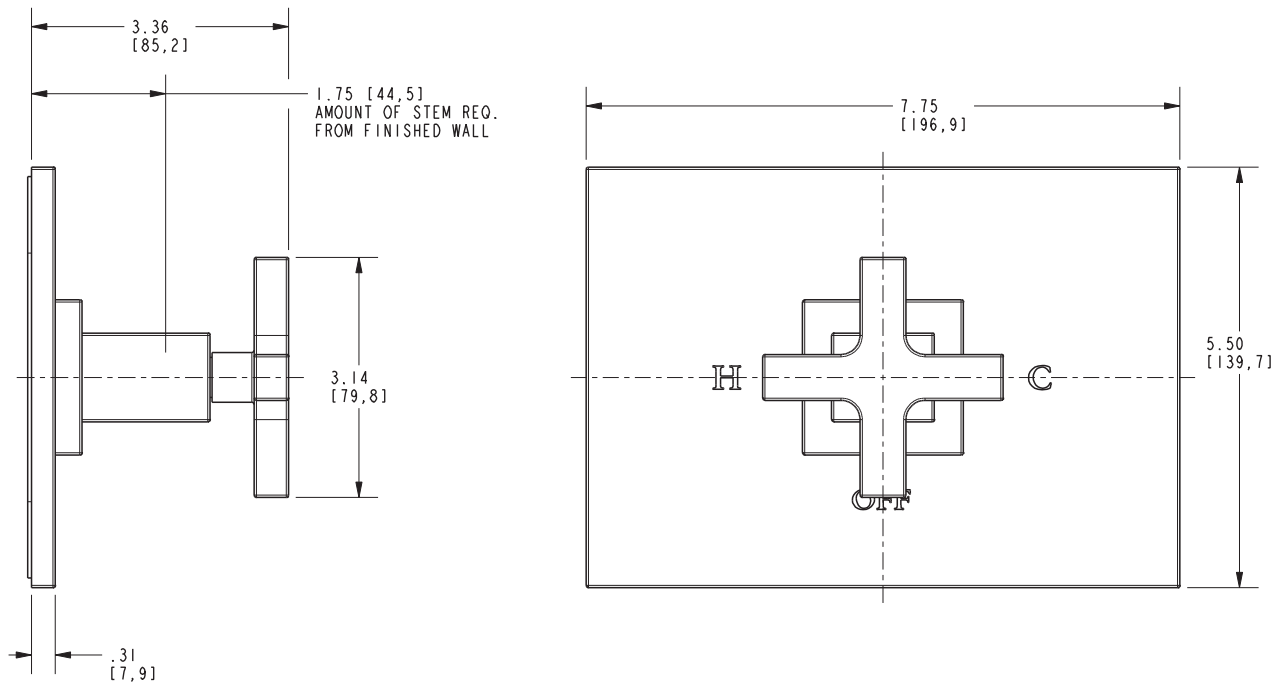 3.36
[85,2]
1.75 [44,5]
AMOUNT OF STEM REQ.
FROM FINISHED WALL
7.75
[196,9]
5.50
[139,7]
3.14
[79,8]
H
C
OFF
.31
[7,9]